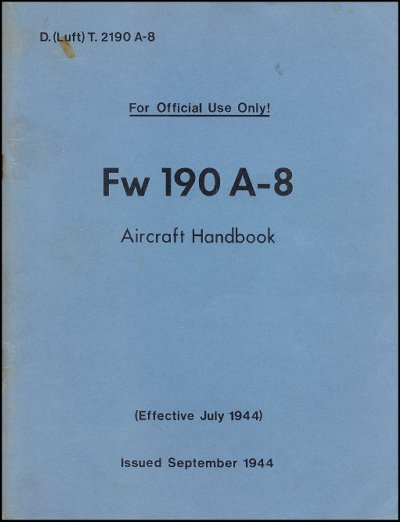 D.(Luft)T. 2190 A-8
For Official Use Only!
Fw 190 A-8
Aircraft Handbook
(Effective July 1944)
Issued September 1944